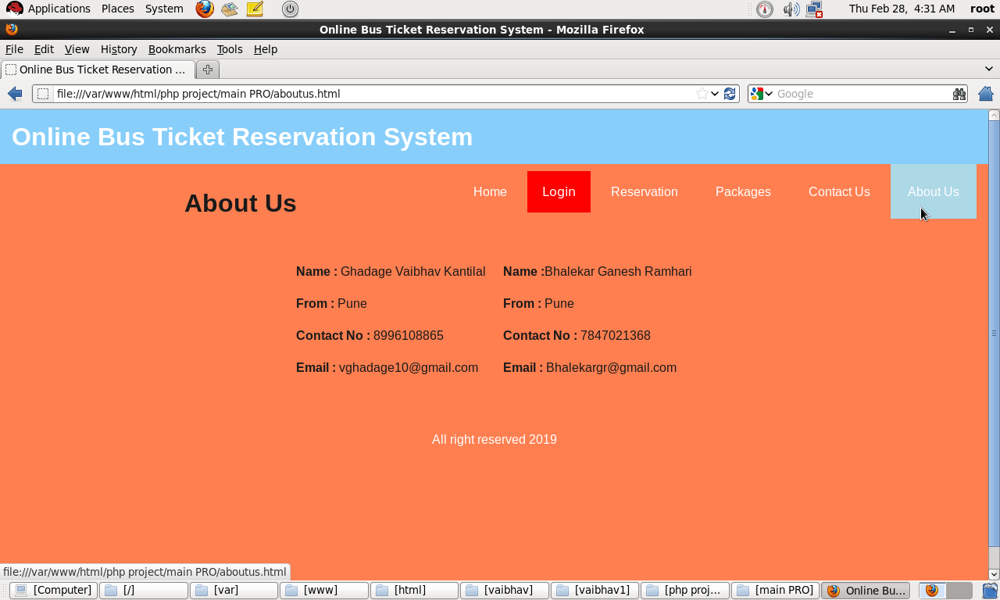 Applications Places System Thu Feb 28, 4:31 AM root
Online Bus Ticket Reservation System - Mozilla Firefox
File Edit View History Bookmarks Tools Help
Online Bus Ticket Reservation ...
file:///var/www/html/php project/main PRO/aboutus.html Google
Online Bus Ticket Reservation System
Home Login Reservation Packages Contact Us About Us
About Us
Name : Ghadage Vaibhav Kantilal Name :Bhalekar Ganesh Ramhari
From : Pune From : Pune
Contact No : 8996108865 Contact No : 7847021368
Email : vghadage10@gmail.com Email : Bhalekargr@gmail.com
All right reserved 2019
file:///var/www/html/php project/main PRO/aboutus.html
[Computer] [/] [var] [www] [html] [vaibhav] [vaibhav1] [php proj... [main PRO] Online Bu...